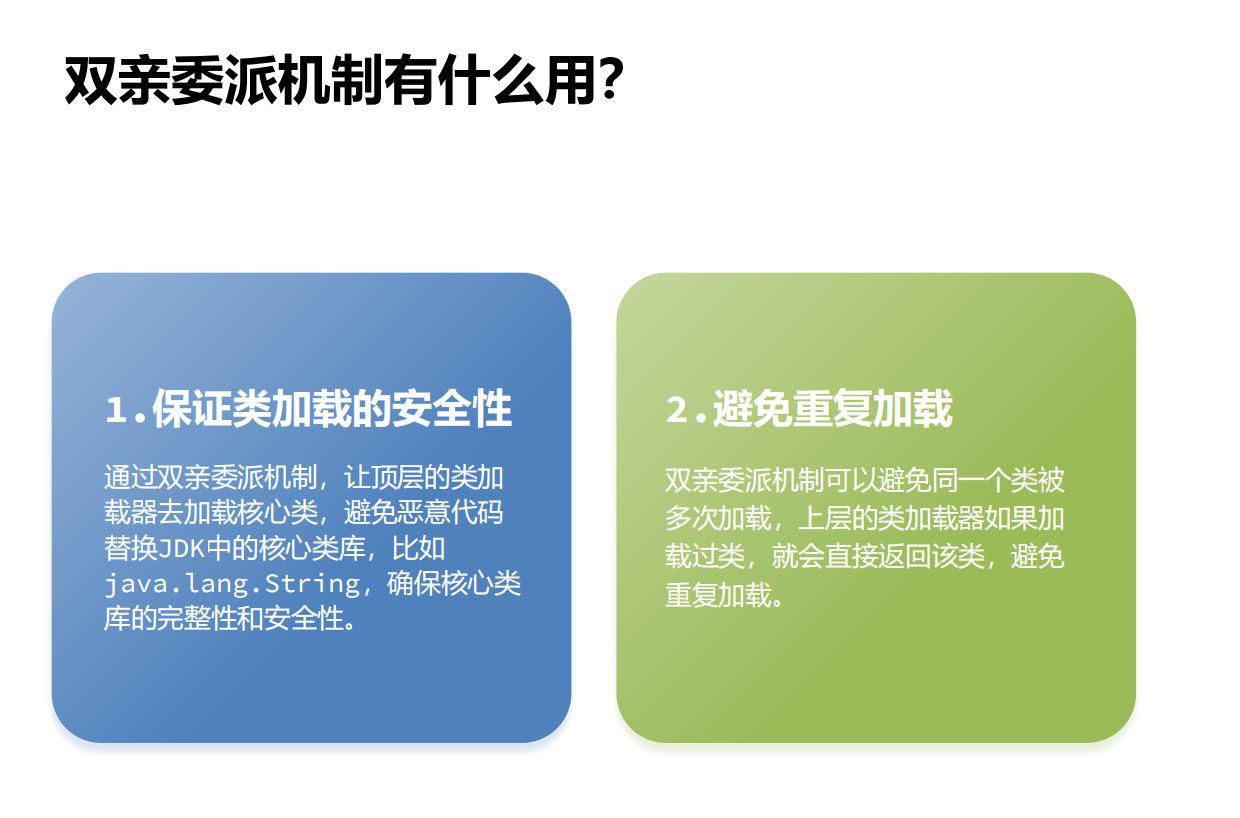 双亲委派机制有什么用？
1.保证类加载的安全性
通过双亲委派机制，让顶层的类加
载器去加载核心类，避免恶意代码
替换JDK中的核心类库，比如
java.lang.String，确保核心类
库的完整性和安全性。
2.避免重复加载
双亲委派机制可以避免同一个类被
多次加载，上层的类加载器如果加
载过类，就会直接返回该类，避免
重复加载。